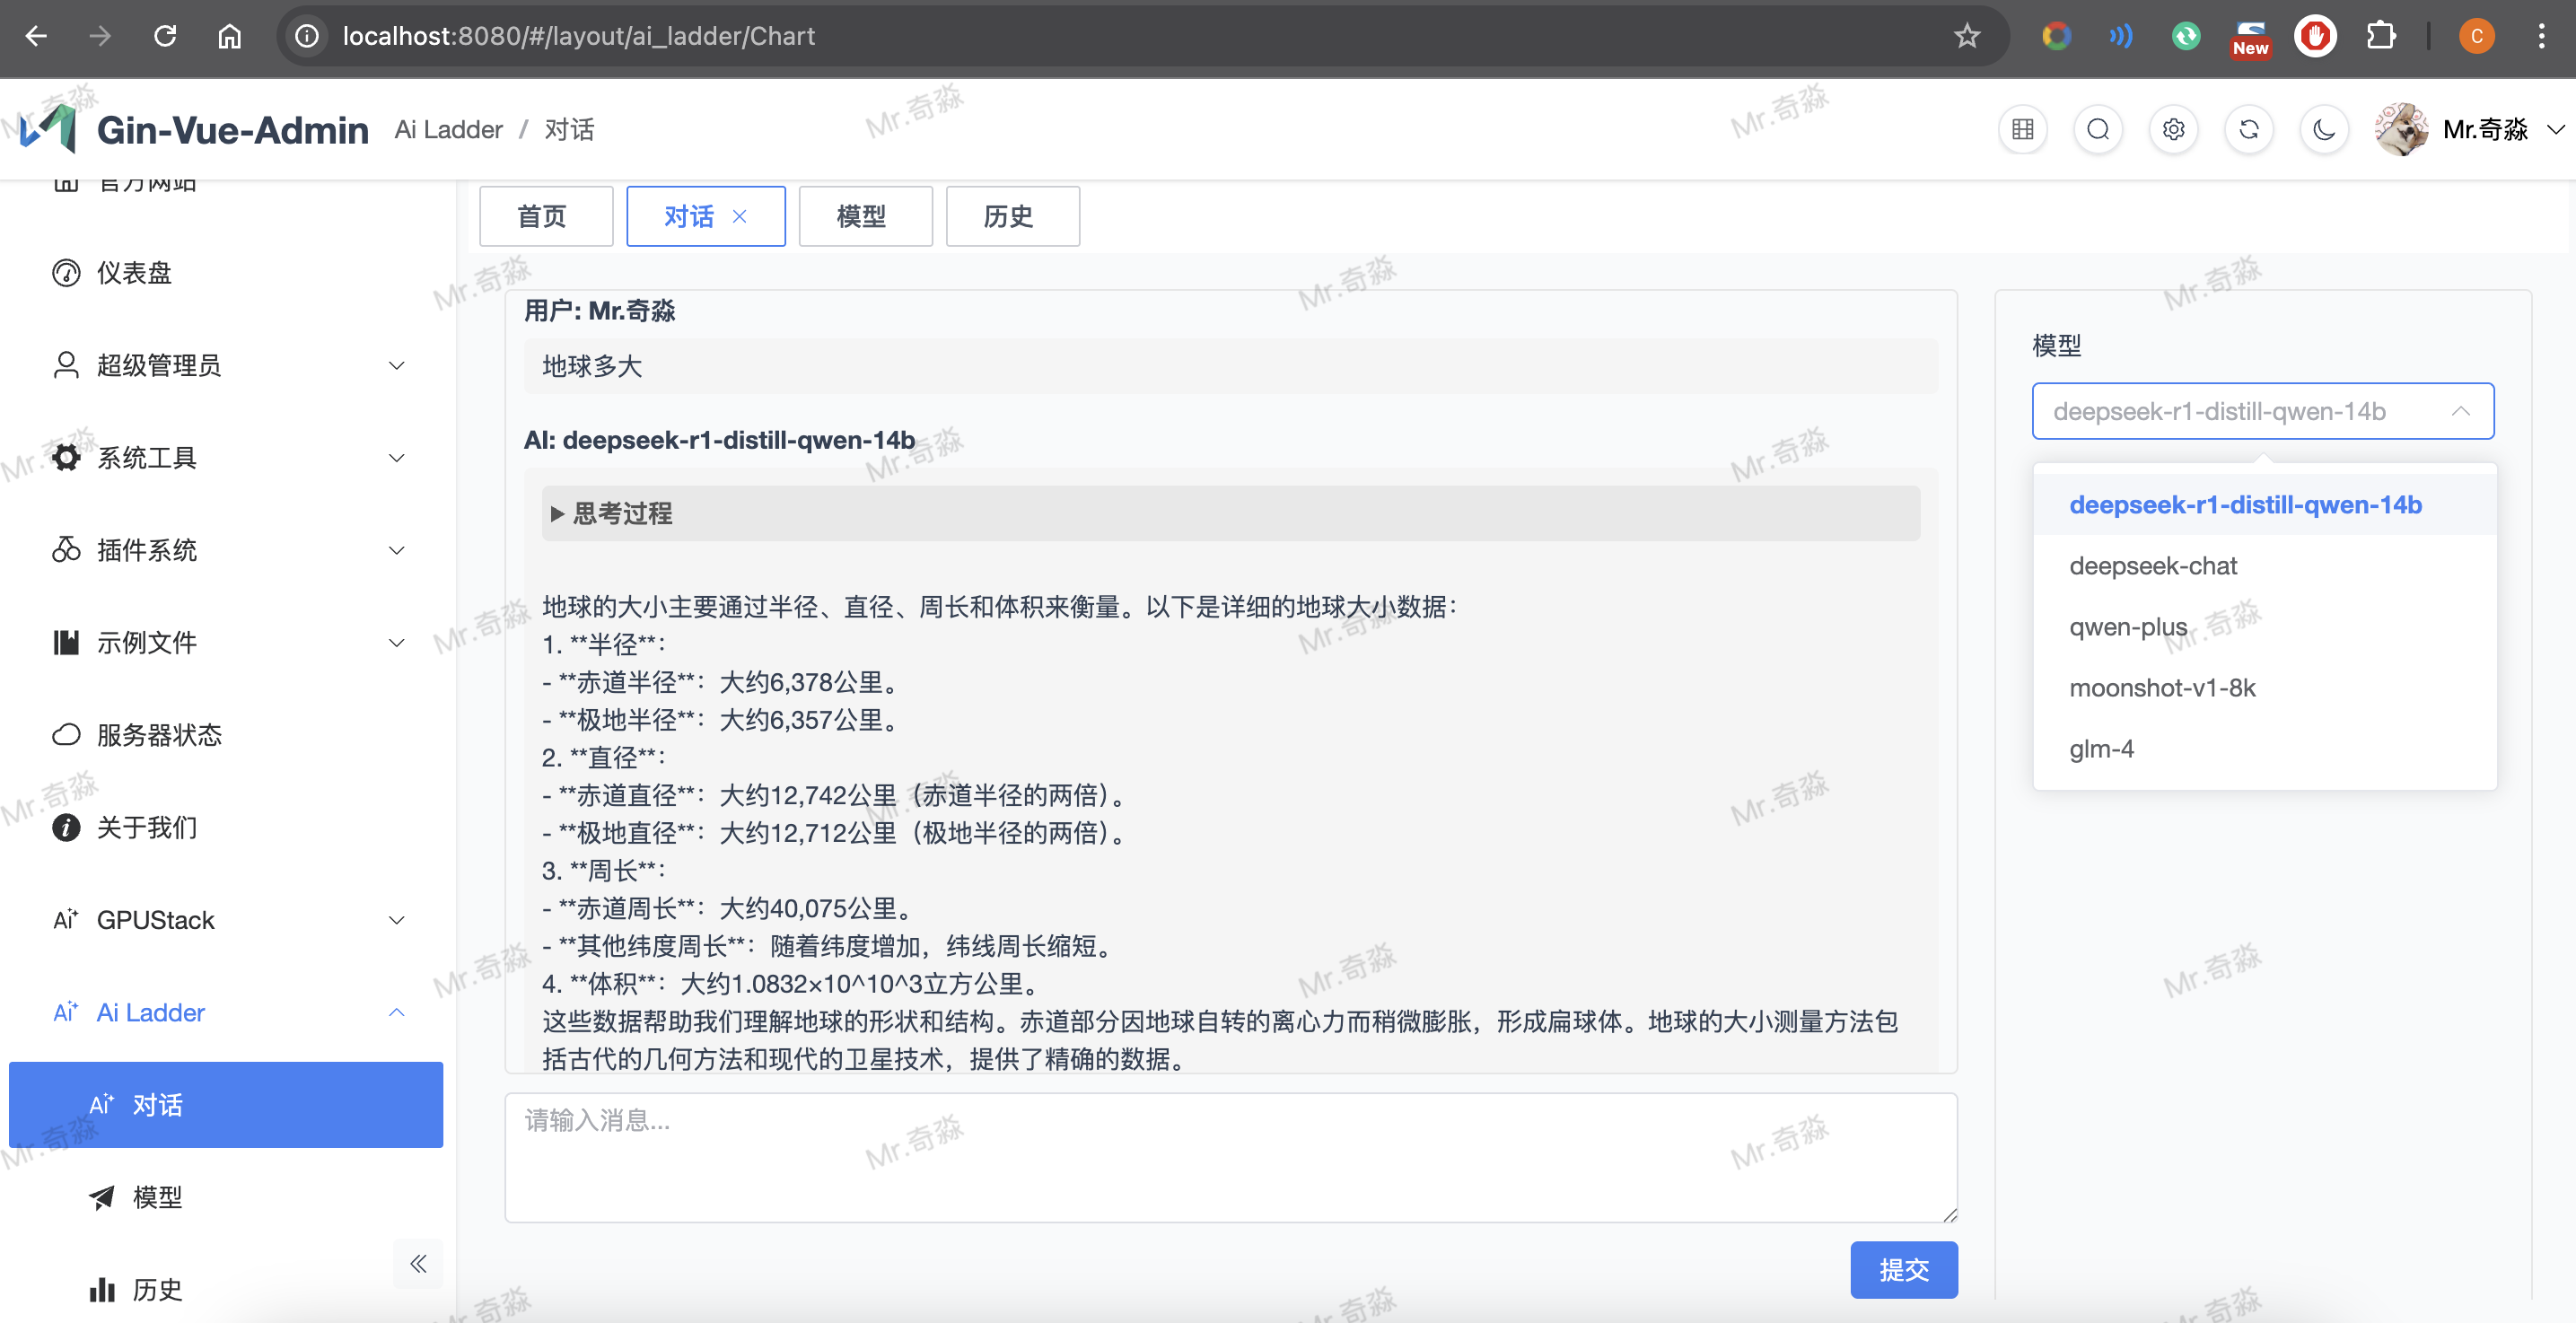 localhost:8080/#/layout/ai_ladder/Chart
New
C
Gin-Vue-Admin
Ai Ladder / 对话
Mr.奇淼
官方网站
仪表盘
超级管理员
系统工具
插件系统
示例文件
服务器状态
关于我们
Ai GPUStack
Ai Ladder
Ai 对话
模型
历史
首页
对话
模型
历史
用户: Mr.奇淼
地球多大
AI: deepseek-r1-distill-qwen-14b
思考过程
地球的大小主要通过半径、直径、周长和体积来衡量。以下是详细的地球大小数据：
1. **半径**：
- **赤道半径**：大约6,378公里。
- **极地半径**：大约6,357公里。
2. **直径**：
- **赤道直径**：大约12,742公里（赤道半径的两倍）。
- **极地直径**：大约12,712公里（极地半径的两倍）。
3. **周长**：
- **赤道周长**：大约40,075公里。
- **其他纬度周长**：随着纬度增加，纬线周长缩短。
4. **体积**：大约1.0832×10^10^3立方公里。
这些数据帮助我们理解地球的形状和结构。赤道部分因地球自转的离心力而稍微膨胀，形成扁球体。地球的大小测量方法包
括古代的几何方法和现代的卫星技术，提供了精确的数据。
请输入消息...
提交
模型
deepseek-r1-distill-qwen-14b
deepseek-r1-distill-qwen-14b
deepseek-chat
qwen-plus
moonshot-v1-8k
glm-4
Mr.奇淼